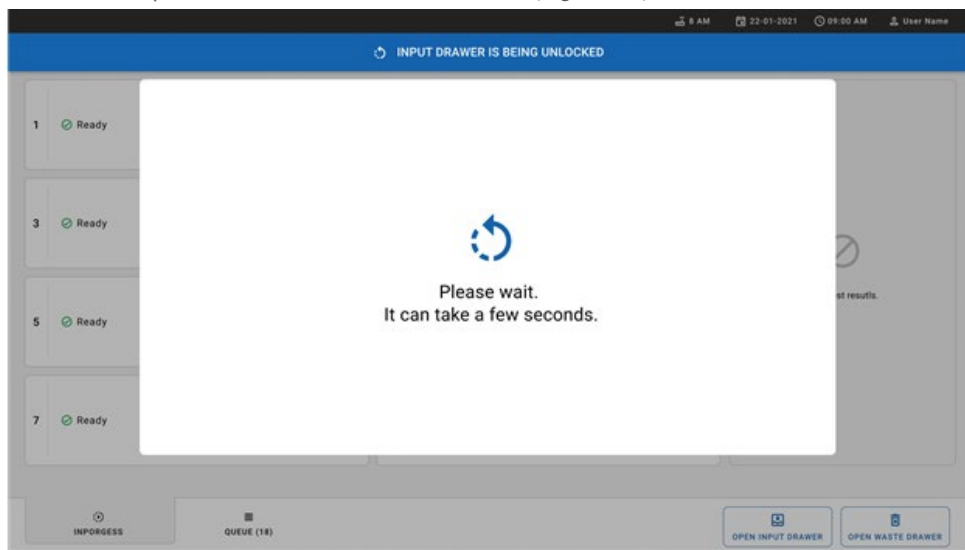 8 AM 22-01-2021 09:00 AM User Name
INPUT DRAWER IS BEING UNLOCKED
1 Ready
3 Ready
Please wait.
It can take a few seconds.
st resutls.
5 Ready
7 Ready
INPORGESS
QUEUE (18)
OPEN INPUT DRAWER
OPEN WASTE DRAWER